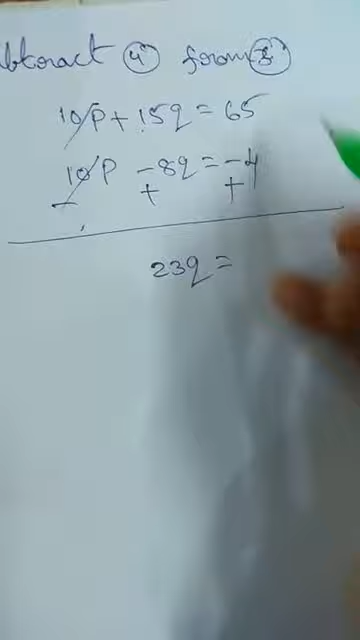 btract ④ from ③
10p + 15q = 65
10p - 8q = -4
- + +
23q =